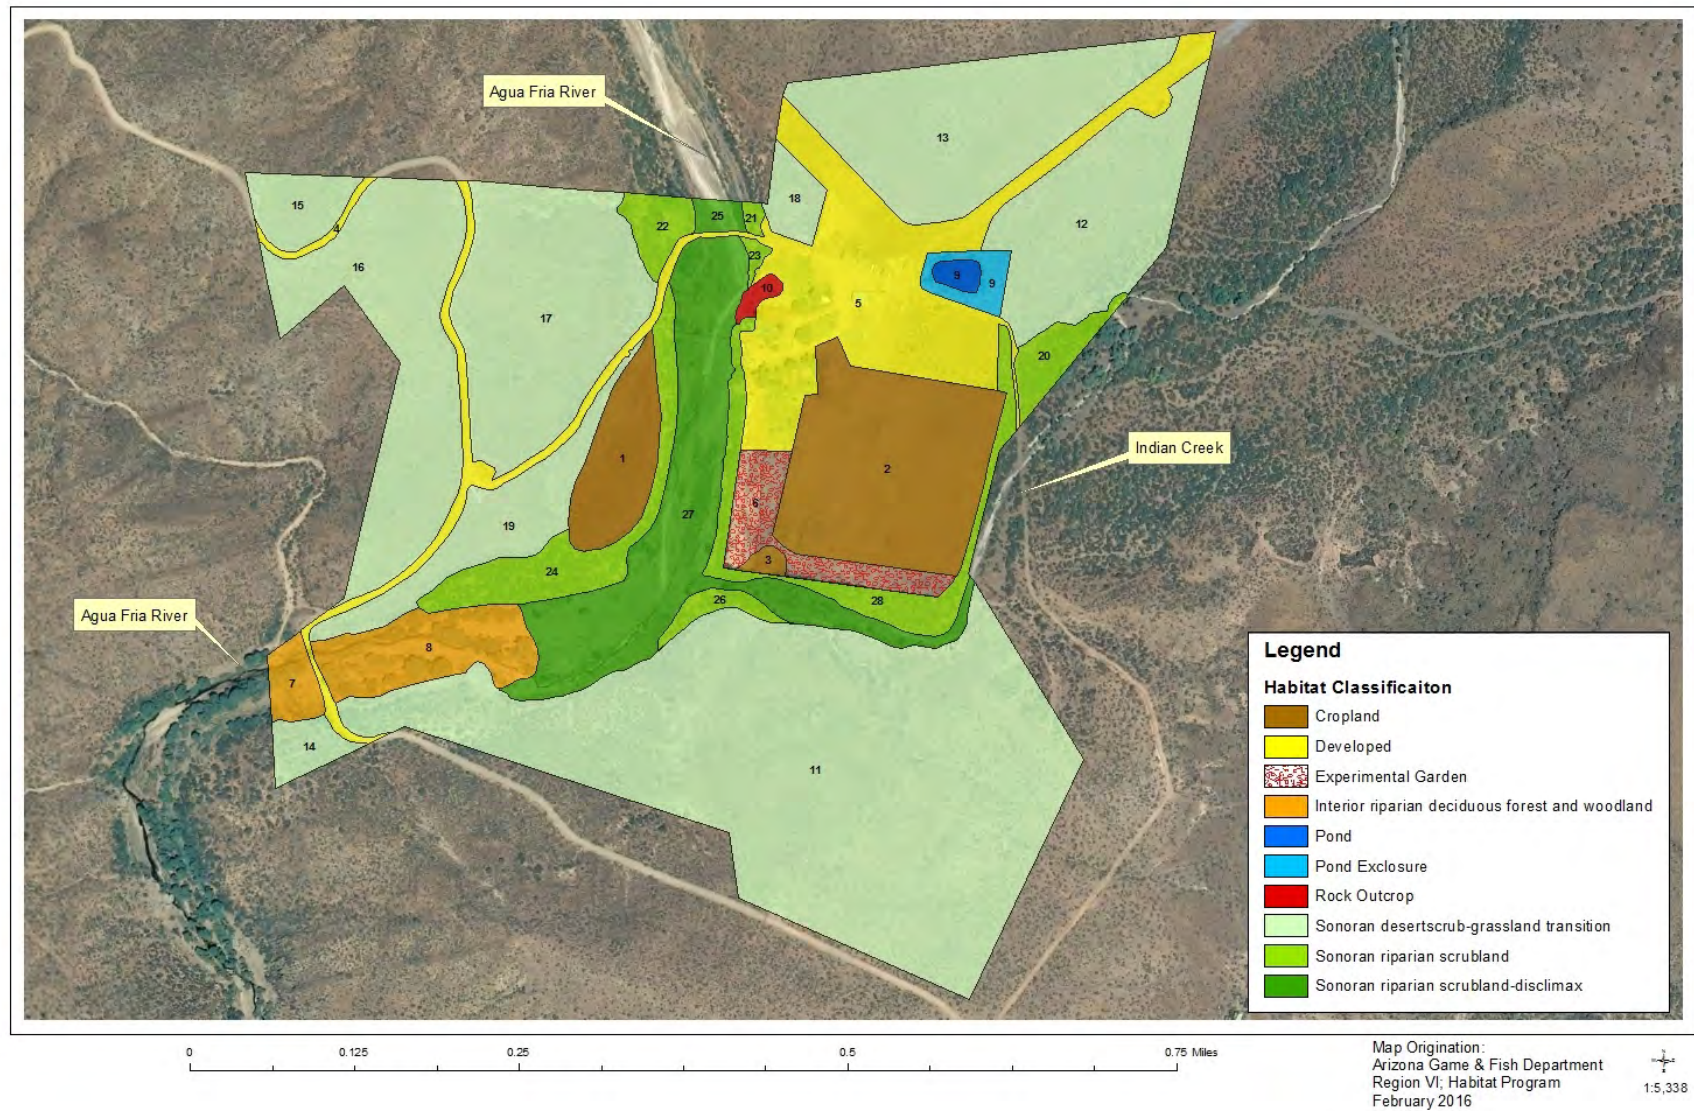 Agua Fria River
13
15
18
25
21
22
4
12
16
23
9
9
10
5
17
20
Indian Creek
1
2
6
27
19
3
24
26
28
Agua Fria River
8
7
14
11
Legend
Habitat Classificaiton
Cropland
Developed
Experimental Garden
Interior riparian deciduous forest and woodland
Pond
Pond Exclosure
Rock Outcrop
Sonoran desertscrub-grassland transition
Sonoran riparian scrubland
Sonoran riparian scrubland-disclimax
0 0.125 0.25 0.5 0.75 Miles
Map Origination:
Arizona Game & Fish Department
Region VI; Habitat Program
February 2016
1:5,338